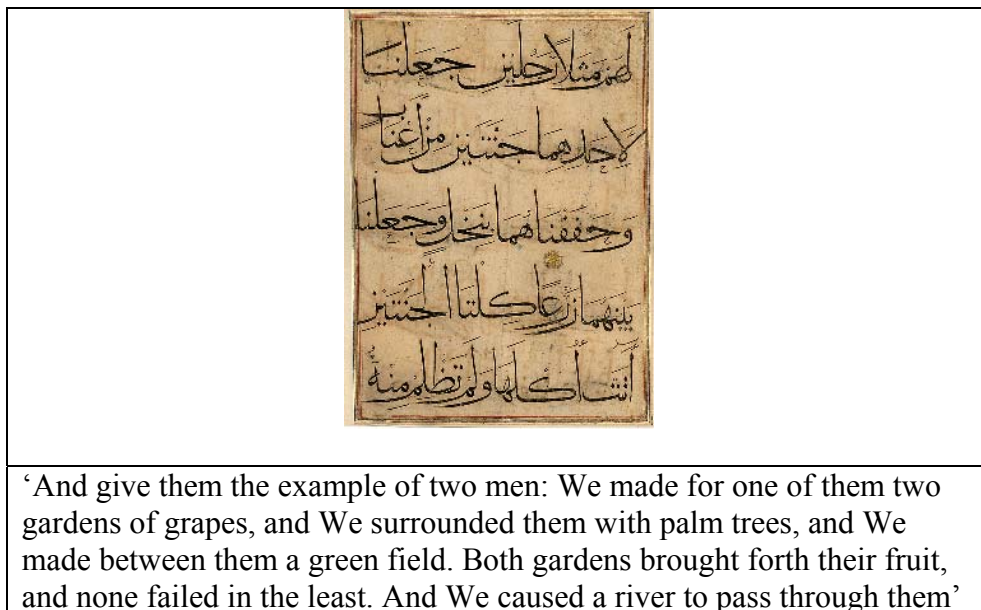 لهم مثلا رجلين جعلنا
لاحدهما جنتين من اعناب
وحففناهما بنخل وجعلنا
بينهما زرعا كلتا الجنتين
اتت اكلها ولم تظلم منه
‘And give them the example of two men: We made for one of them two
gardens of grapes, and We surrounded them with palm trees, and We
made between them a green field. Both gardens brought forth their fruit,
and none failed in the least. And We caused a river to pass through them’